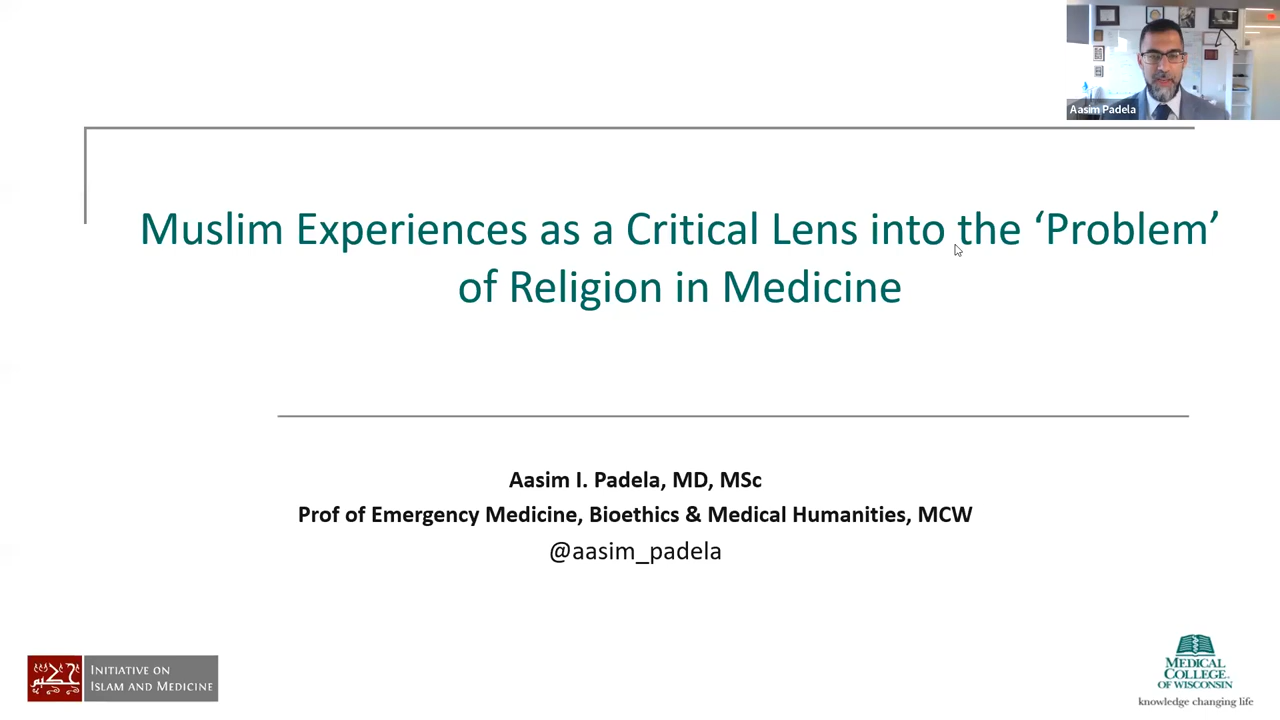 Aasim Padela
Muslim Experiences as a Critical Lens into the ‘Problem’
of Religion in Medicine
Aasim I. Padela, MD, MSc
Prof of Emergency Medicine, Bioethics & Medical Humanities, MCW
@aasim_padela
INITIATIVE ON
ISLAM AND MEDICINE
MEDICAL
COLLEGE
OF WISCONSIN
knowledge changing life